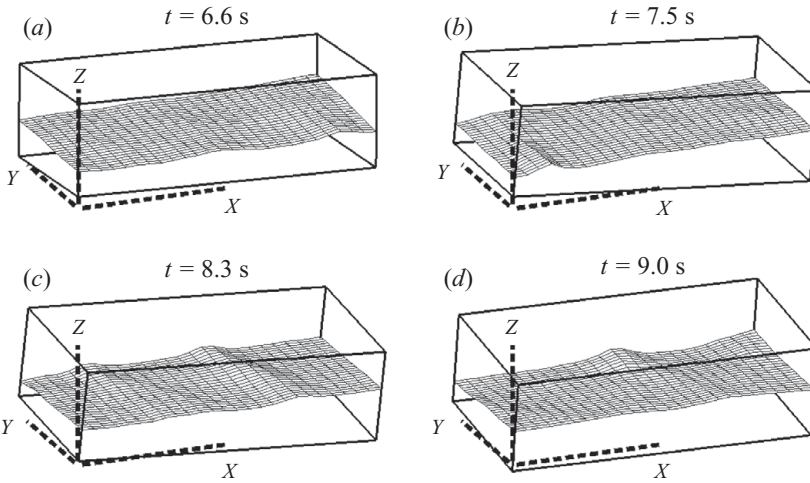 (a) t = 6.6 s
Z
Y
X
(b) t = 7.5 s
Z
Y
X
(c) t = 8.3 s
Z
Y
X
(d) t = 9.0 s
Z
Y
X